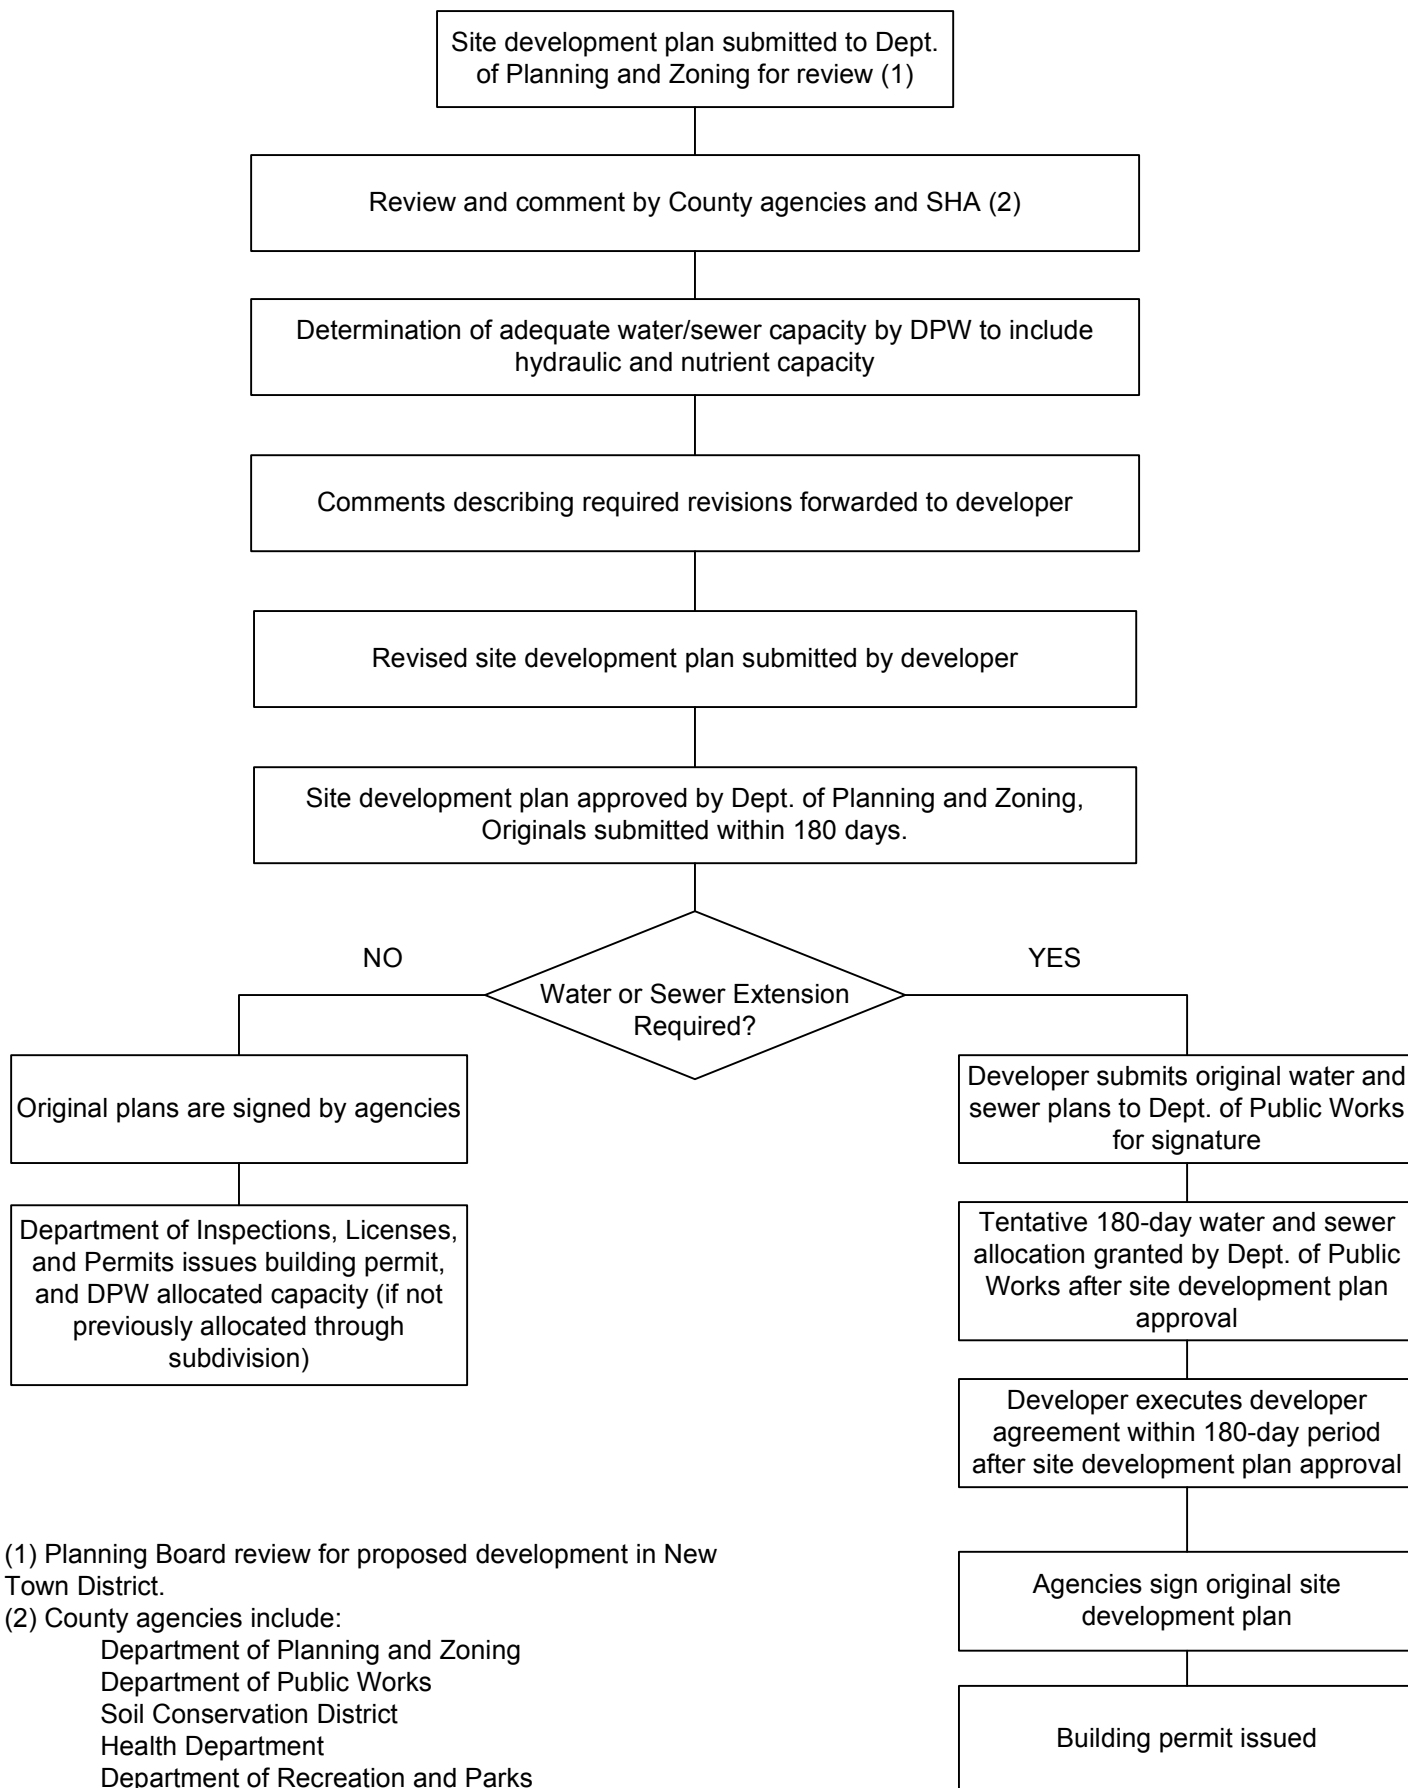 Site development plan submitted to Dept.
of Planning and Zoning for review (1)
Review and comment by County agencies and SHA (2)
Determination of adequate water/sewer capacity by DPW to include
hydraulic and nutrient capacity
Comments describing required revisions forwarded to developer
Revised site development plan submitted by developer
Site development plan approved by Dept. of Planning and Zoning,
Originals submitted within 180 days.
NO
YES
Water or Sewer Extension
Required?
Original plans are signed by agencies
Department of Inspections, Licenses,
and Permits issues building permit,
and DPW allocated capacity (if not
previously allocated through
subdivision)
Developer submits original water and
sewer plans to Dept. of Public Works
for signature
Tentative 180-day water and sewer
allocation granted by Dept. of Public
Works after site development plan
approval
Developer executes developer
agreement within 180-day period
after site development plan approval
Agencies sign original site
development plan
Building permit issued
(1) Planning Board review for proposed development in New
Town District.
(2) County agencies include:
Department of Planning and Zoning
Department of Public Works
Soil Conservation District
Health Department
Department of Recreation and Parks